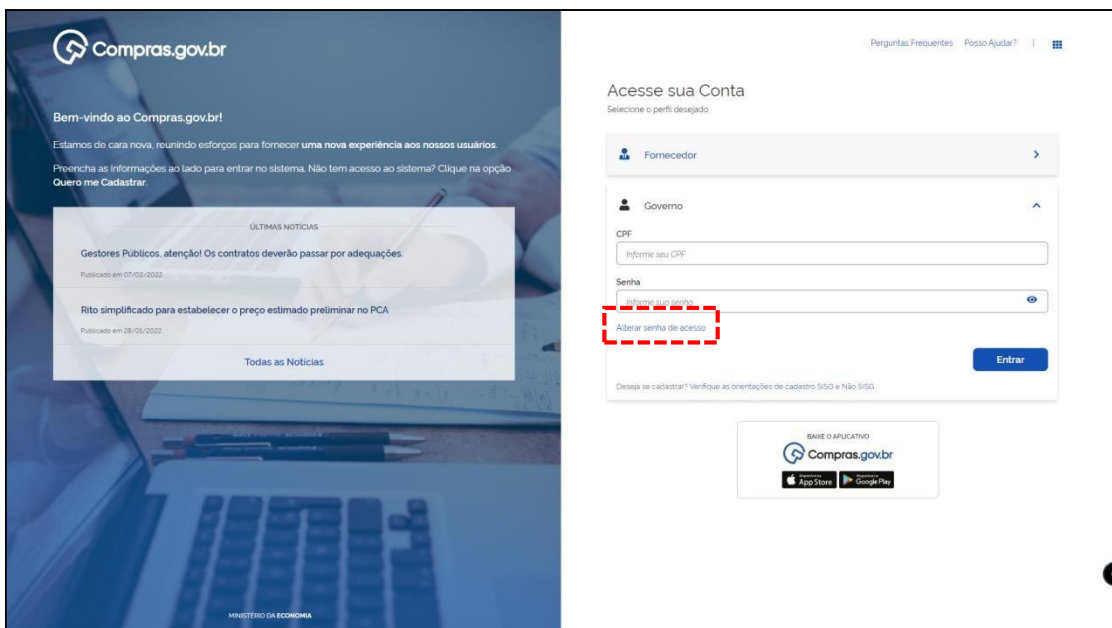 Compras.gov.br
Bem-vindo ao Compras.gov.br!
Estamos de cara nova, reunindo esforços para fornecer uma nova experiência aos nossos usuários.
Preencha as informações ao lado para entrar no sistema. Não tem acesso ao sistema? Clique na opção
Quero me Cadastrar.
ÚLTIMAS NOTÍCIAS
Gestores Públicos, atenção! Os contratos deverão passar por adequações.
Publicado em 07/02/2022
Rito simplificado para estabelecer o preço estimado preliminar no PCA
Publicado em 28/01/2022
Todas as Notícias
MINISTÉRIO DA ECONOMIA
Perguntas Frequentes Posso Ajudar? |
Acesse sua Conta
Selecione o perfil desejado
Fornecedor
Governo
CPF
Informe seu CPF
Senha
Informe sua senha
Alterar senha de acesso
Entrar
Deseja se cadastrar? Verifique as orientações de cadastro SISG e Não SISG
BAIXE O APLICATIVO
Compras.gov.br
App Store
Google Play